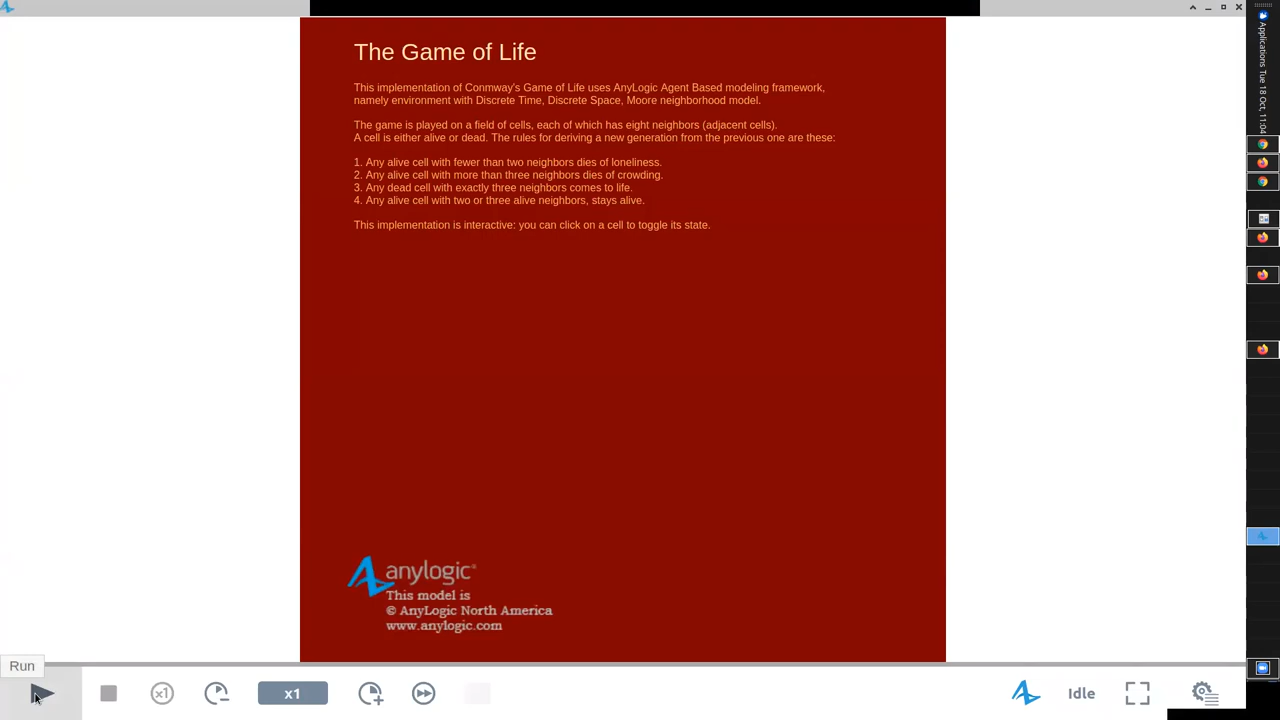 Applications Tue 18 Oct, 11:04
The Game of Life
This implementation of Conmway's Game of Life uses AnyLogic Agent Based modeling framework,
namely environment with Discrete Time, Discrete Space, Moore neighborhood model.
The game is played on a field of cells, each of which has eight neighbors (adjacent cells).
A cell is either alive or dead. The rules for deriving a new generation from the previous one are these:
1. Any alive cell with fewer than two neighbors dies of loneliness.
2. Any alive cell with more than three neighbors dies of crowding.
3. Any dead cell with exactly three neighbors comes to life.
4. Any alive cell with two or three alive neighbors, stays alive.
This implementation is interactive: you can click on a cell to toggle its state.
anylogic®
This model is
© AnyLogic North America
www.anylogic.com
Run
x1
x1
Idle